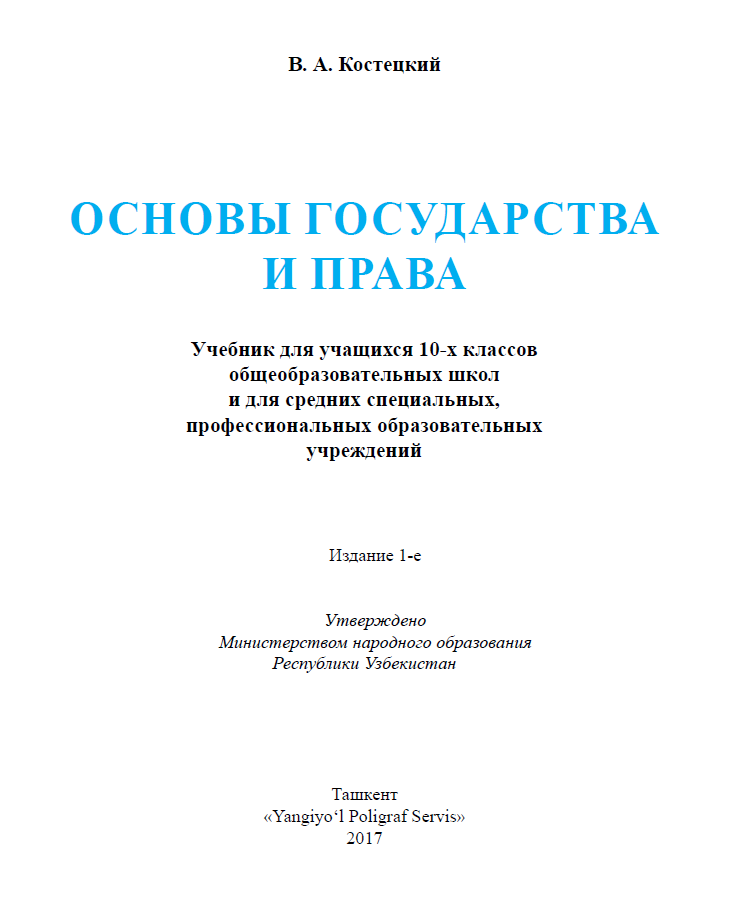 В. А. Костецкий
ОСНОВЫ ГОСУДАРСТВА
И ПРАВА
Учебник для учащихся 10-х классов
общеобразовательных школ
и для средних специальных,
профессиональных образовательных
учреждений
Издание 1-е
Утверждено
Министерством народного образования
Республики Узбекистан
Ташкент
«Yangiyo‘l Poligraf Servis»
2017